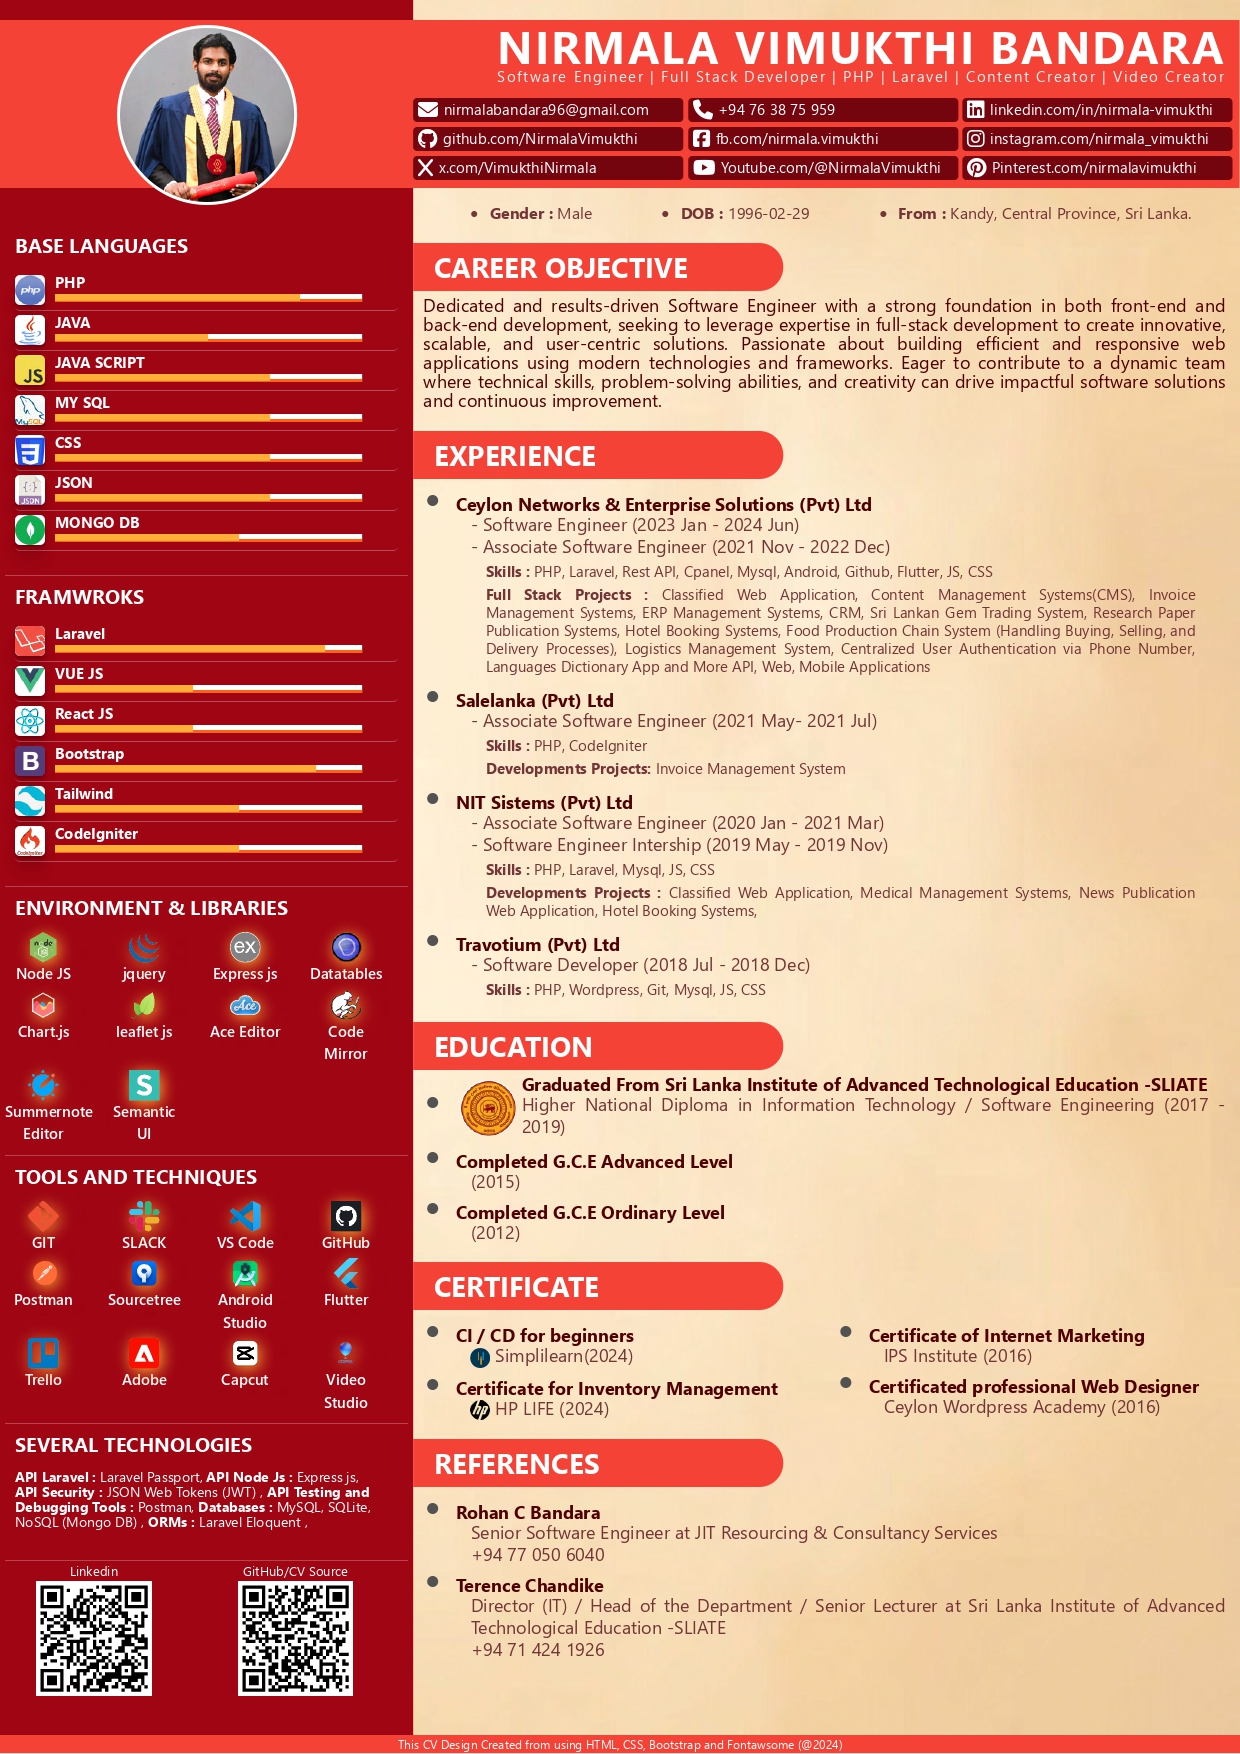 NIRMALA VIMUKTHI BANDARA
Software Engineer | Full Stack Developer | PHP | Laravel | Content Creator | Video Creator
nirmalabandara96@gmail.com
+94 76 38 75 959
linkedin.com/in/nirmala-vimukthi
github.com/NirmalaVimukthi
fb.com/nirmala.vimukthi
instagram.com/nirmala_vimukthi
x.com/VimukthiNirmala
Youtube.com/@NirmalaVimukthi
Pinterest.com/nirmalavimukthi
• Gender : Male
• DOB : 1996-02-29
• From : Kandy, Central Province, Sri Lanka.
BASE LANGUAGES
php
PHP
JAVA
JS
JAVA SCRIPT
MySQL
MY SQL
CSS
JSON
JSON
MONGO DB
FRAMWROKS
Laravel
VUE JS
React JS
B
Bootstrap
Tailwind
CodeIgniter
CodeIgniter
ENVIRONMENT & LIBRARIES
node
Node JS
jquery
ex
Express js
Datatables
Chart.js
leaflet js
Ace
Ace Editor
Code
Mirror
Summernote
Editor
S
Semantic
UI
TOOLS AND TECHNIQUES
GIT
SLACK
VS Code
GitHub
Postman
Sourcetree
Android
Studio
Flutter
Trello
Adobe
Capcut
Video
Studio
SEVERAL TECHNOLOGIES
API Laravel : Laravel Passport, API Node Js : Express js,
API Security : JSON Web Tokens (JWT) , API Testing and
Debugging Tools : Postman, Databases : MySQL, SQLite,
NoSQL (Mongo DB) , ORMs : Laravel Eloquent ,
Linkedin
GitHub/CV Source
CAREER OBJECTIVE
Dedicated and results-driven Software Engineer with a strong foundation in both front-end and
back-end development, seeking to leverage expertise in full-stack development to create innovative,
scalable, and user-centric solutions. Passionate about building efficient and responsive web
applications using modern technologies and frameworks. Eager to contribute to a dynamic team
where technical skills, problem-solving abilities, and creativity can drive impactful software solutions
and continuous improvement.
EXPERIENCE
Ceylon Networks & Enterprise Solutions (Pvt) Ltd
- Software Engineer (2023 Jan - 2024 Jun)
- Associate Software Engineer (2021 Nov - 2022 Dec)
Skills : PHP, Laravel, Rest API, Cpanel, Mysql, Android, Github, Flutter, JS, CSS
Full Stack Projects : Classified Web Application, Content Management Systems(CMS), Invoice
Management Systems, ERP Management Systems, CRM, Sri Lankan Gem Trading System, Research Paper
Publication Systems, Hotel Booking Systems, Food Production Chain System (Handling Buying, Selling, and
Delivery Processes), Logistics Management System, Centralized User Authentication via Phone Number,
Languages Dictionary App and More API, Web, Mobile Applications
Salelanka (Pvt) Ltd
- Associate Software Engineer (2021 May- 2021 Jul)
Skills : PHP, CodeIgniter
Developments Projects: Invoice Management System
NIT Sistems (Pvt) Ltd
- Associate Software Engineer (2020 Jan - 2021 Mar)
- Software Engineer Intership (2019 May - 2019 Nov)
Skills : PHP, Laravel, Mysql, JS, CSS
Developments Projects : Classified Web Application, Medical Management Systems, News Publication
Web Application, Hotel Booking Systems,
Travotium (Pvt) Ltd
- Software Developer (2018 Jul - 2018 Dec)
Skills : PHP, Wordpress, Git, Mysql, JS, CSS
EDUCATION
Graduated From Sri Lanka Institute of Advanced Technological Education -SLIATE
Higher National Diploma in Information Technology / Software Engineering (2017 -
2019)
Completed G.C.E Advanced Level
(2015)
Completed G.C.E Ordinary Level
(2012)
CERTIFICATE
CI / CD for beginners
Simplilearn(2024)
Certificate for Inventory Management
hp HP LIFE (2024)
Certificate of Internet Marketing
IPS Institute (2016)
Certificated professional Web Designer
Ceylon Wordpress Academy (2016)
REFERENCES
Rohan C Bandara
Senior Software Engineer at JIT Resourcing & Consultancy Services
+94 77 050 6040
Terence Chandike
Director (IT) / Head of the Department / Senior Lecturer at Sri Lanka Institute of Advanced
Technological Education -SLIATE
+94 71 424 1926
This CV Design Created from using HTML, CSS, Bootstrap and Fontawsome (@2024)